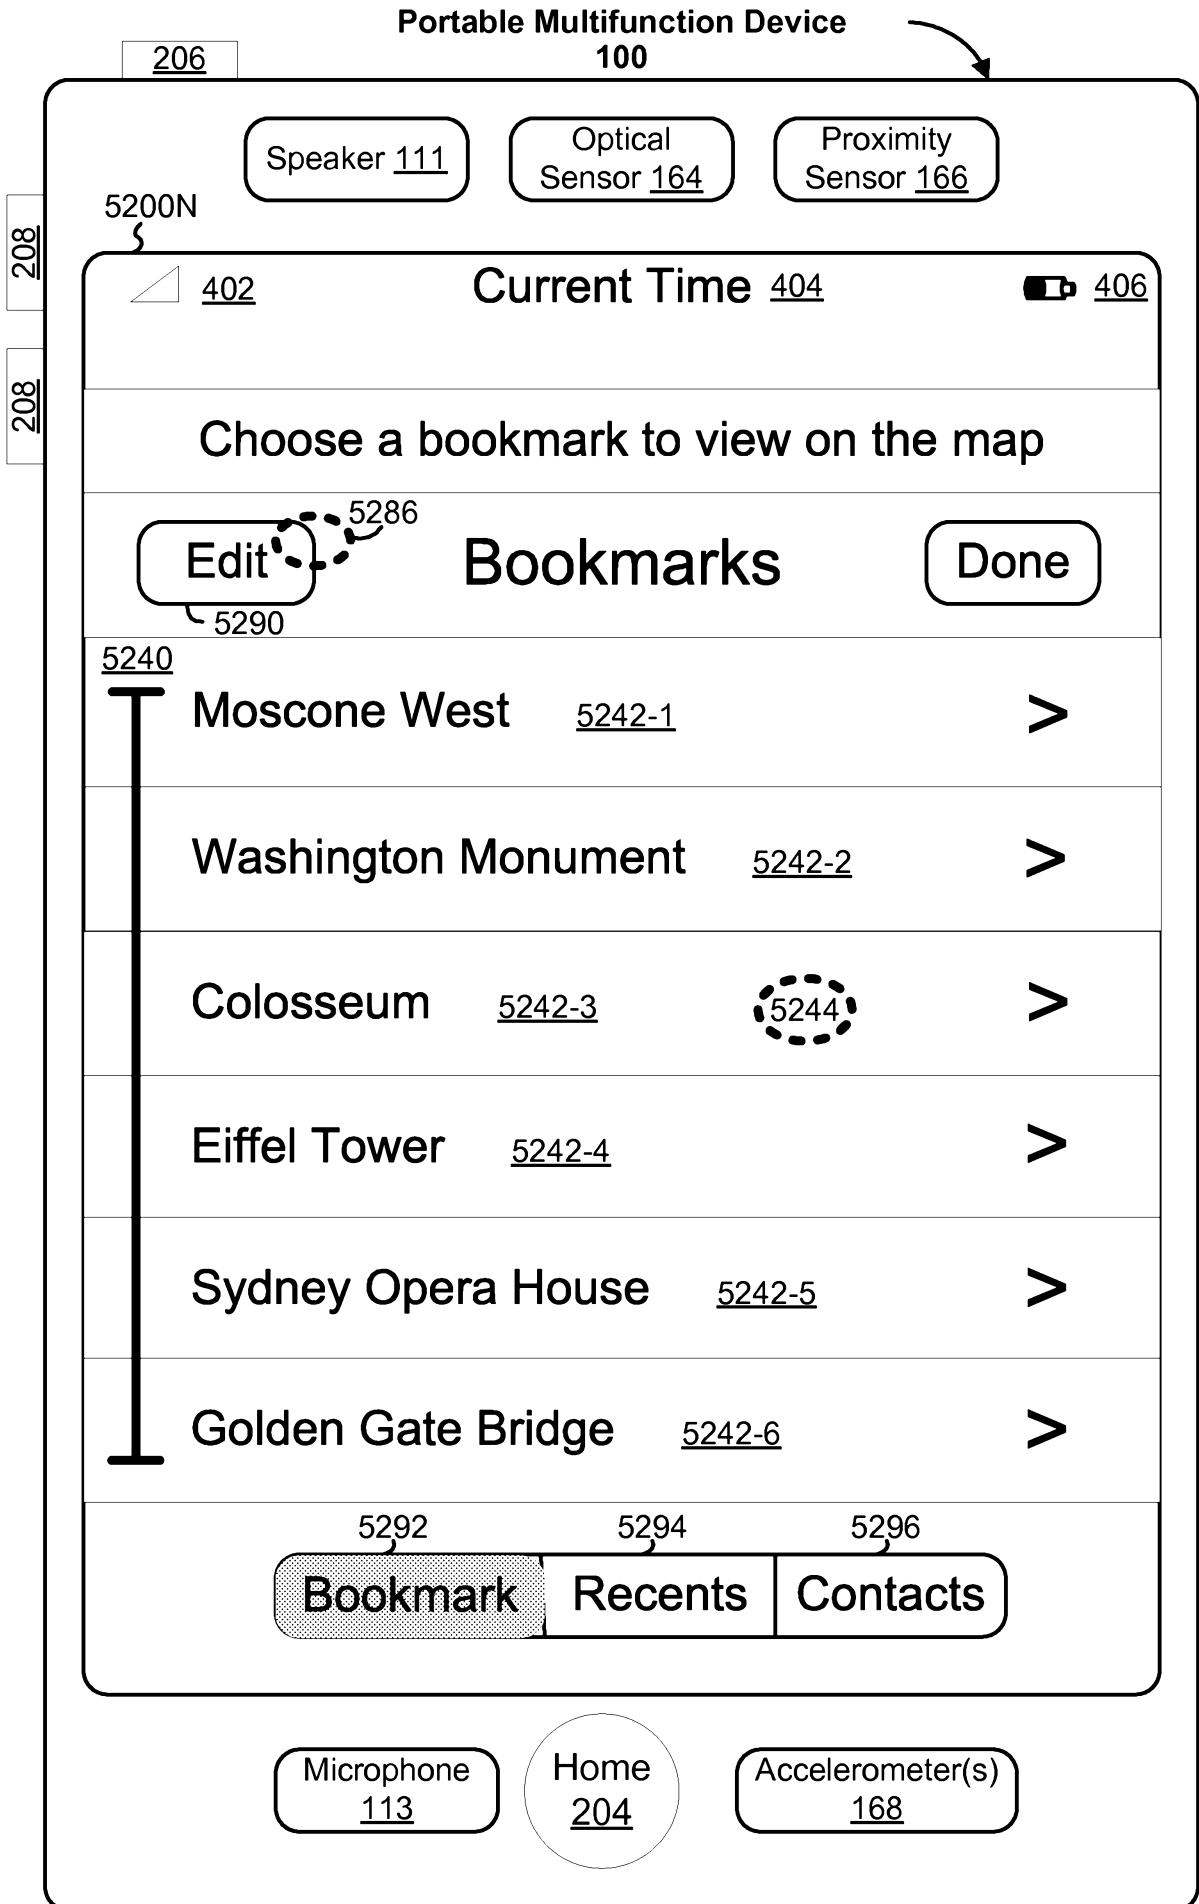 Portable Multifunction Device
100
206
Speaker 111
Optical
Sensor 164
Proximity
Sensor 166
5200N
208
208
402
Current Time 404
406
Choose a bookmark to view on the map
5286
Edit
Bookmarks
Done
5290
5240
Moscone West 5242-1 >
Washington Monument 5242-2 >
Colosseum 5242-3 5244 >
Eiffel Tower 5242-4 >
Sydney Opera House 5242-5 >
Golden Gate Bridge 5242-6 >
5292 5294 5296
Bookmark Recents Contacts
Microphone
113
Home
204
Accelerometer(s)
168